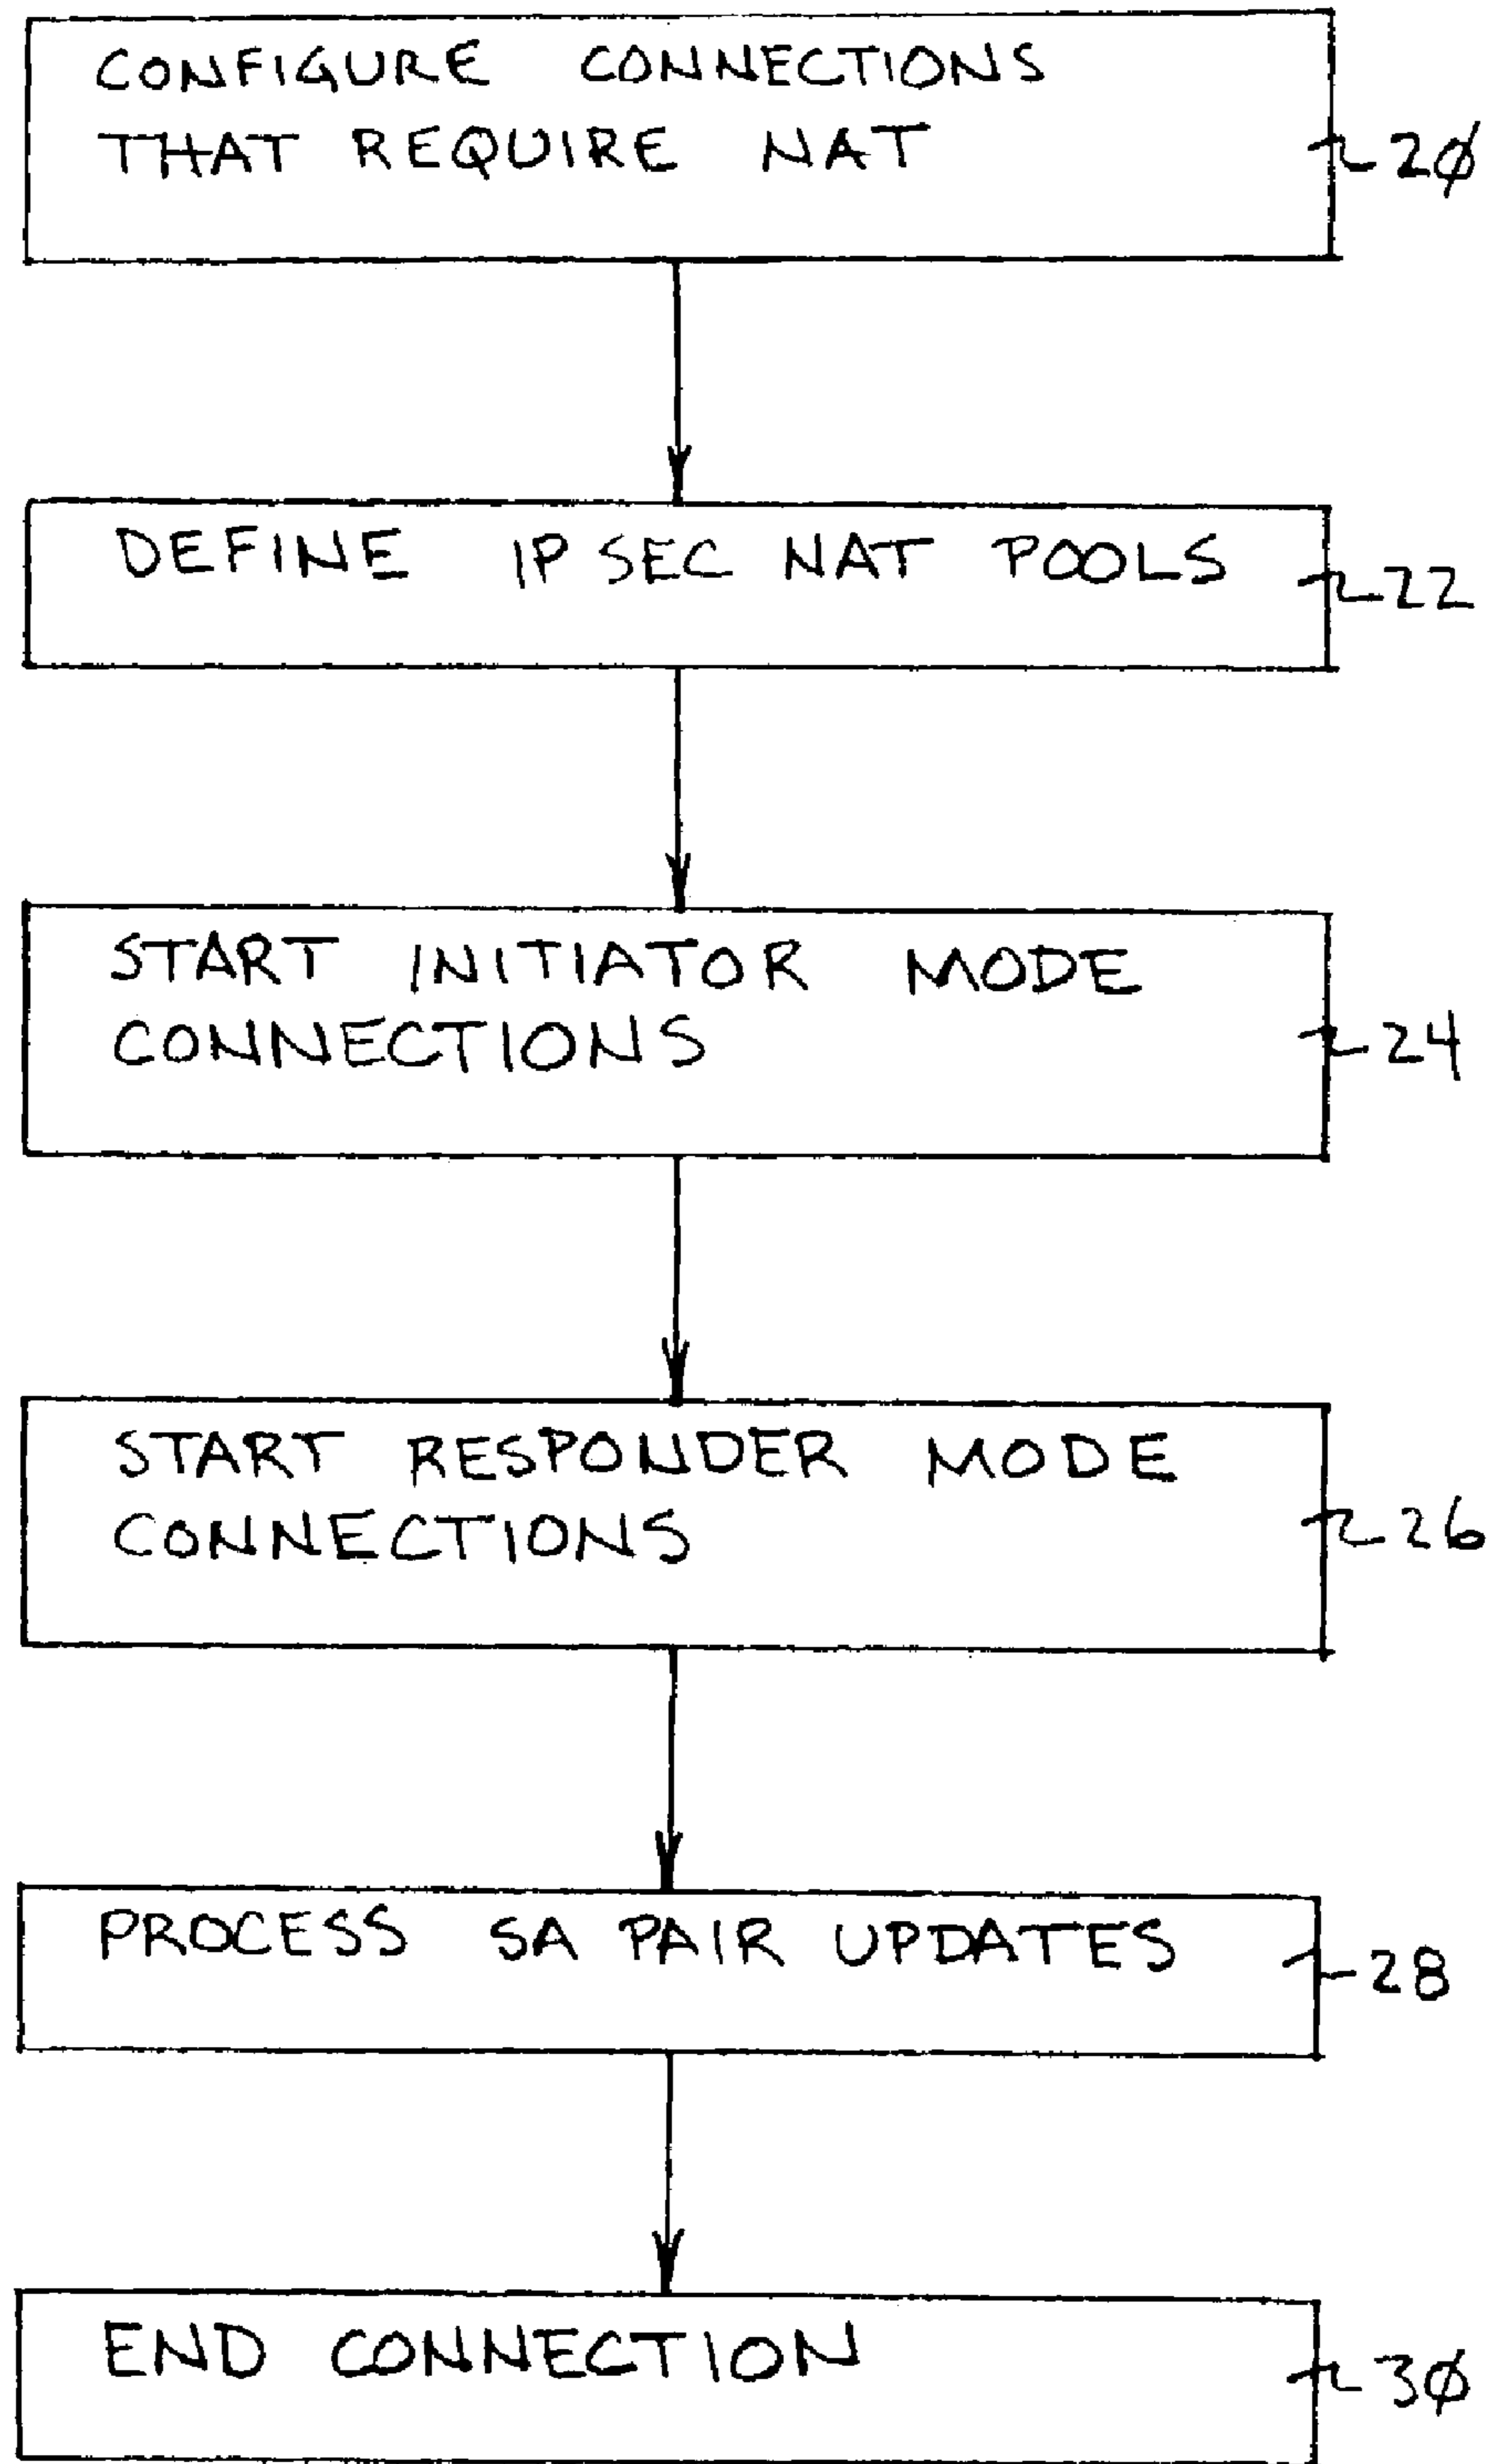 CONFIGURE CONNECTIONS
THAT REQUIRE NAT
20
DEFINE IP SEC NAT POOLS
22
START INITIATOR MODE
CONNECTIONS
24
START RESPONDER MODE
CONNECTIONS
26
PROCESS SA PAIR UPDATES
28
END CONNECTION
30